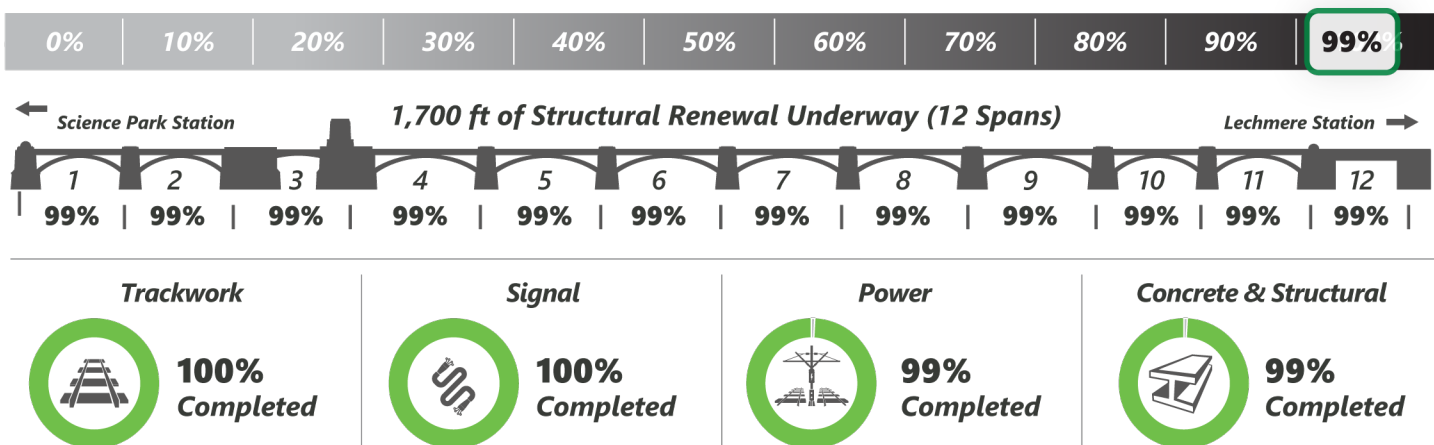 0% 10% 20% 30% 40% 50% 60% 70% 80% 90% 99%
1,700 ft of Structural Renewal Underway (12 Spans)
Science Park Station
Lechmere Station
1 2 3 4 5 6 7 8 9 10 11 12
99% 99% 99% 99% 99% 99% 99% 99% 99% 99% 99% 99%
Trackwork Signal Power Concrete & Structural
100% 100% 99% 99%
Completed Completed Completed Completed